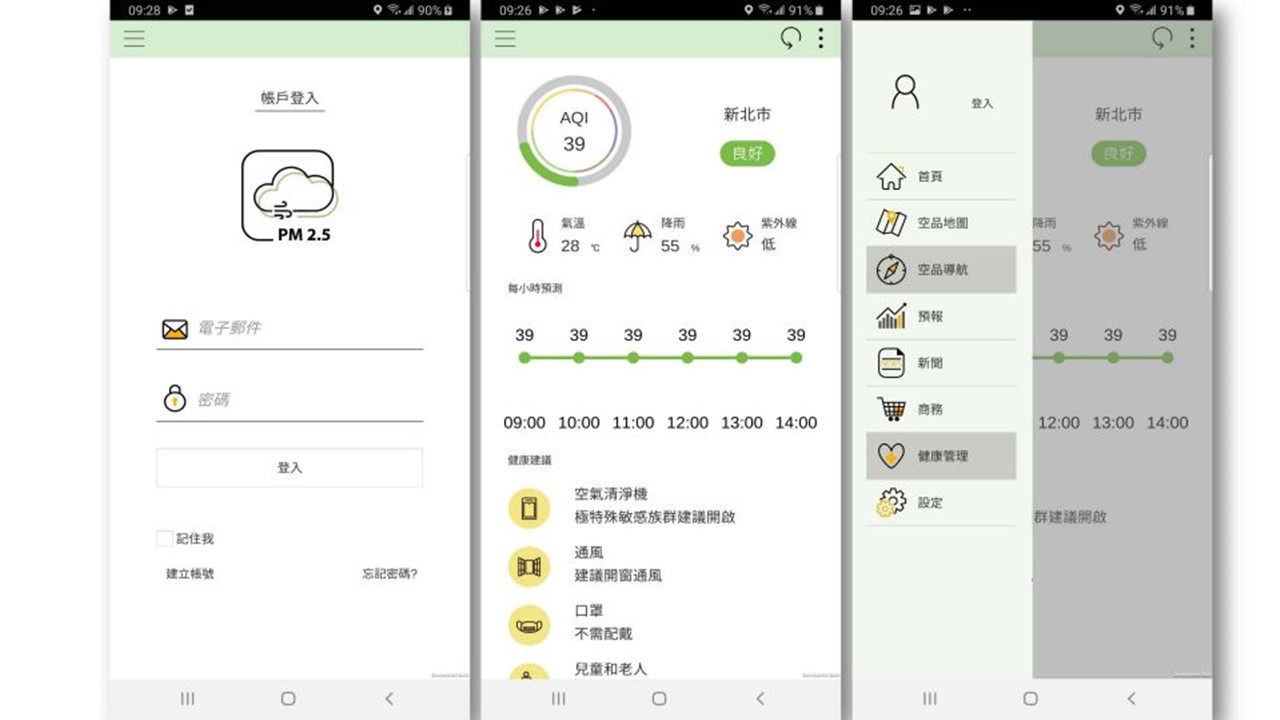 09:28
90%
帳戶登入
PM 2.5
電子郵件
密碼
登入
記住我
建立帳號
忘記密碼?
09:26
91%
AQI
39
新北市
良好
氣溫
28 ℃
降雨
55 %
紫外線
低
每小時預測
39 39 39 39 39 39
09:00 10:00 11:00 12:00 13:00 14:00
健康建議
空氣清淨機
極特殊敏感族群建議開啟
通風
建議開窗通風
口罩
不需配戴
兒童和老人
09:26
91%
登入
首頁
空品地圖
空品導航
預報
新聞
商務
健康管理
設定
新北市
良好
降雨
55 %
紫外線
低
39 39 39
12:00 13:00 14:00
群建議開啟